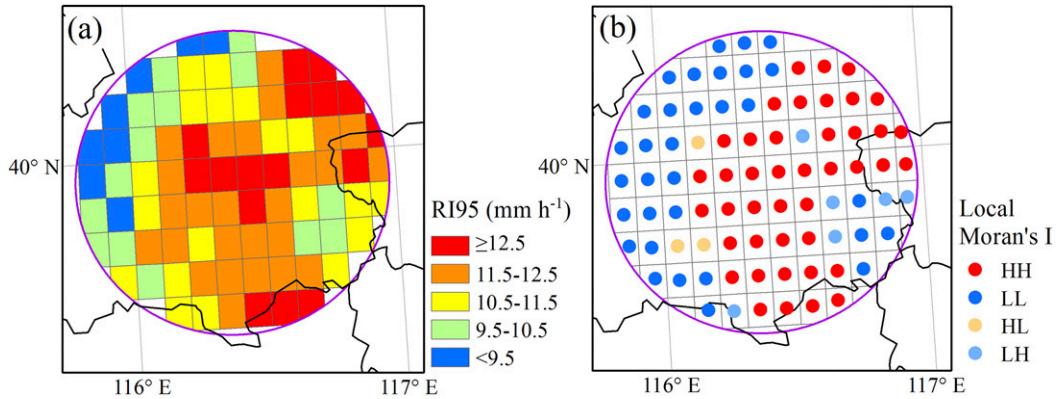 (a)
40° N
116° E
117° E
RI95 (mm h⁻¹)
≥12.5
11.5-12.5
10.5-11.5
9.5-10.5
<9.5
(b)
40° N
116° E
117° E
Local
Moran's I
HH
LL
HL
LH